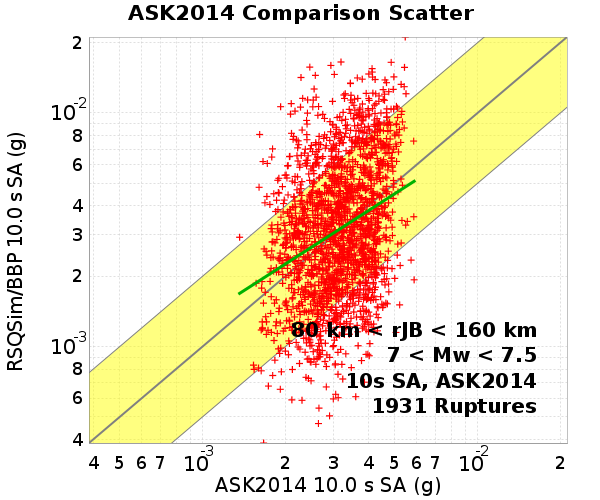 ASK2014 Comparison Scatter
RSQSim/BBP 10.0 s SA (g)
2
10-2
8
6
4
3
2
10-3
8
6
4
80 km < rJB < 160 km
7 < Mw < 7.5
10s SA, ASK2014
1931 Ruptures
4 5 6 7 10-3 2 3 4 5 6 7 10-2 2
ASK2014 10.0 s SA (g)